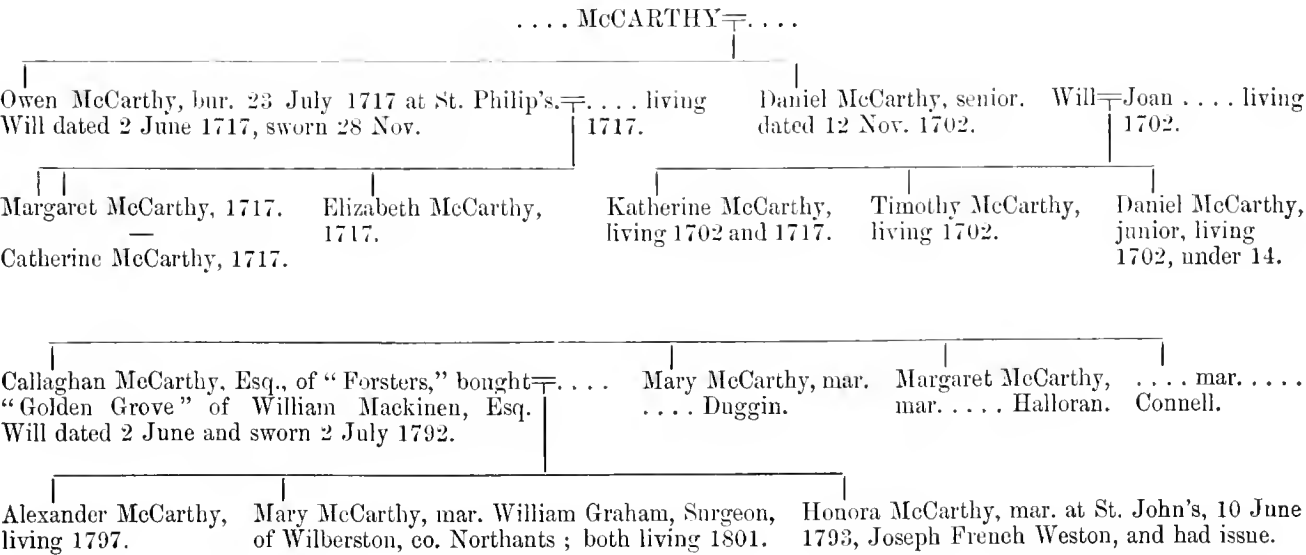 .... McCARTHY=....
Owen McCarthy, bur. 23 July 1717 at St. Philip's.=.... living
Will dated 2 June 1717, sworn 28 Nov. 1717.
Daniel McCarthy, senior. Will=Joan .... living
dated 12 Nov. 1702. 1702.
Margaret McCarthy, 1717.
—
Catherine McCarthy, 1717.
Elizabeth McCarthy,
1717.
Katherine McCarthy,
living 1702 and 1717.
Timothy McCarthy,
living 1702.
Daniel McCarthy,
junior, living
1702, under 14.
Callaghan McCarthy, Esq., of “Forsters,” bought=....
“Golden Grove” of William Mackinen, Esq.
Will dated 2 June and sworn 2 July 1792.
Mary McCarthy, mar.
.... Duggin.
Margaret McCarthy,
mar..... Halloran.
.... mar.....
Connell.
Alexander McCarthy,
living 1797.
Mary McCarthy, mar. William Graham, Surgeon,
of Wilberston, co. Northants ; both living 1801.
Honora McCarthy, mar. at St. John's, 10 June
1793, Joseph French Weston, and had issue.